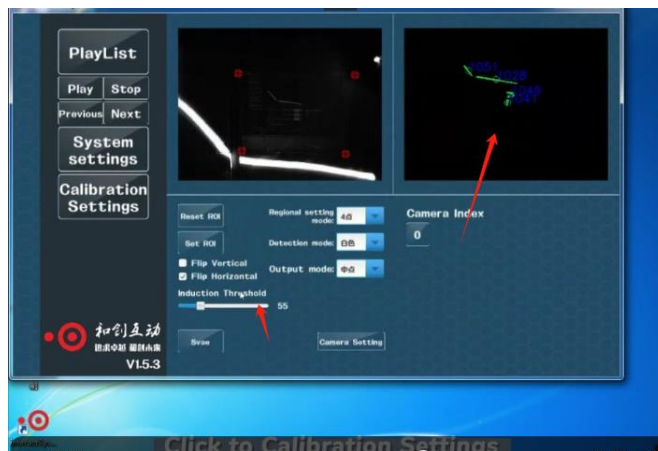 PlayList
Play Stop
Previous Next
System
settings
Calibration
Settings
Reset ROI
Set ROI
Flip Vertical
Flip Horizontal
Induction Threshold
55
Regional setting
mode: 4点
Detection mode: 白色
Output mode: 中点
Camera Index
0
Camera Setting
和创互动
V1.5.3
Click to Calibration Settings